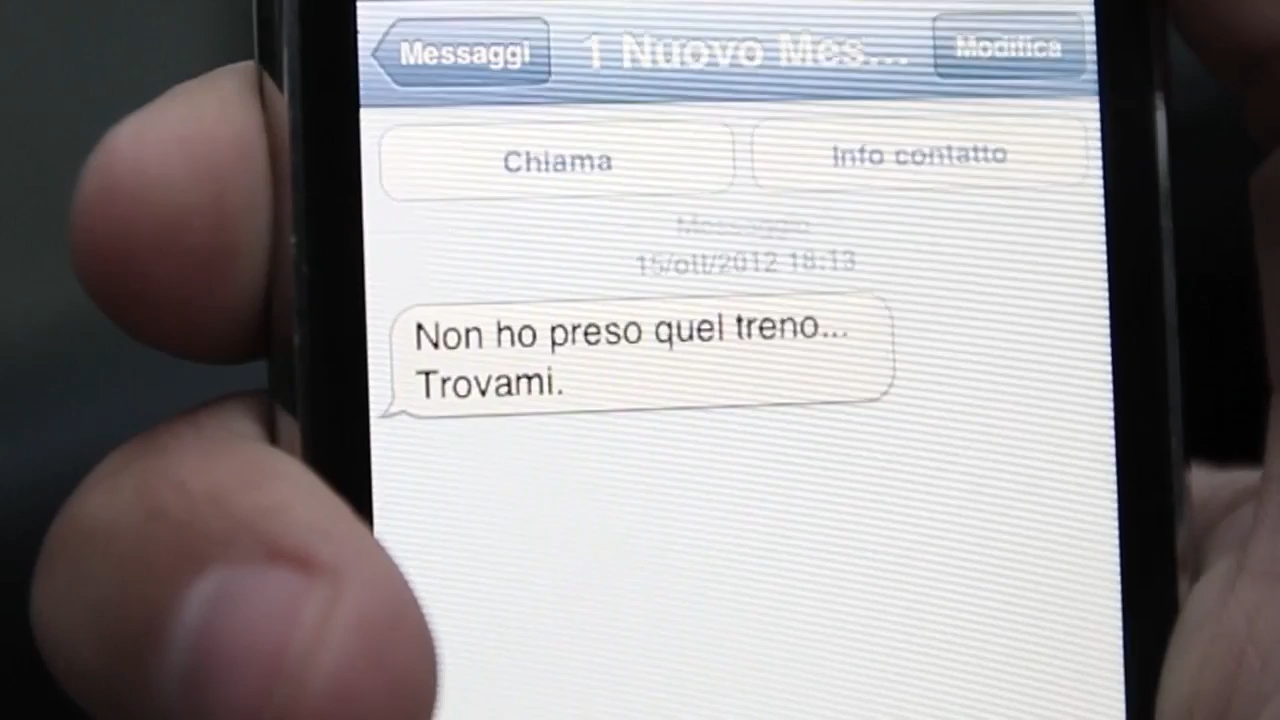 Messaggi 1 Nuovo Mes... Modifica
Chiama Info contatto
Messaggio
15/ott/2012 18:13
Non ho preso quel treno...
Trovami.